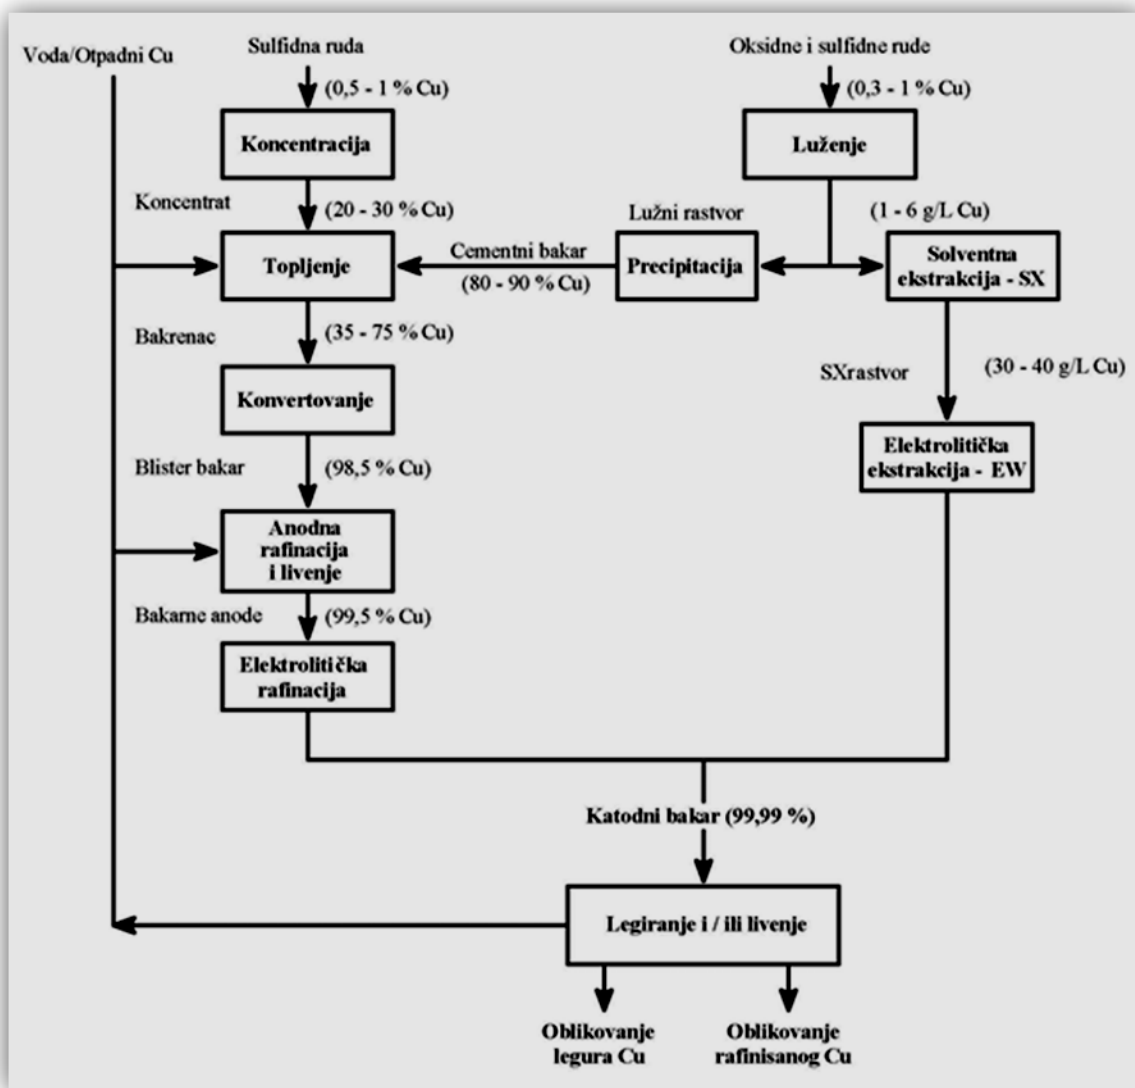 Voda/Otpadni Cu
Sulfidna ruda
Oksidne i sulfidne rude
(0,5 - 1 % Cu)
(0,3 - 1 % Cu)
Koncentracija
Luženje
Koncentrat
(20 - 30 % Cu)
Lužni rastvor
(1 - 6 g/L Cu)
Topljenje
Cementni bakar
(80 - 90 % Cu)
Precipitacija
Solventna
ekstrakcija - SX
Bakrenac
(35 - 75 % Cu)
SXrastvor
(30 - 40 g/L Cu)
Konvertovanje
Elektrolitička
ekstrakcija - EW
Blister bakar
(98,5 % Cu)
Anodna
rafinacija
i livenje
Bakarne anode
(99,5 % Cu)
Elektrolitička
rafinacija
Katodni bakar (99,99 %)
Legiranje i / ili livenje
Oblikovanje
legura Cu
Oblikovanje
rafinisanog Cu